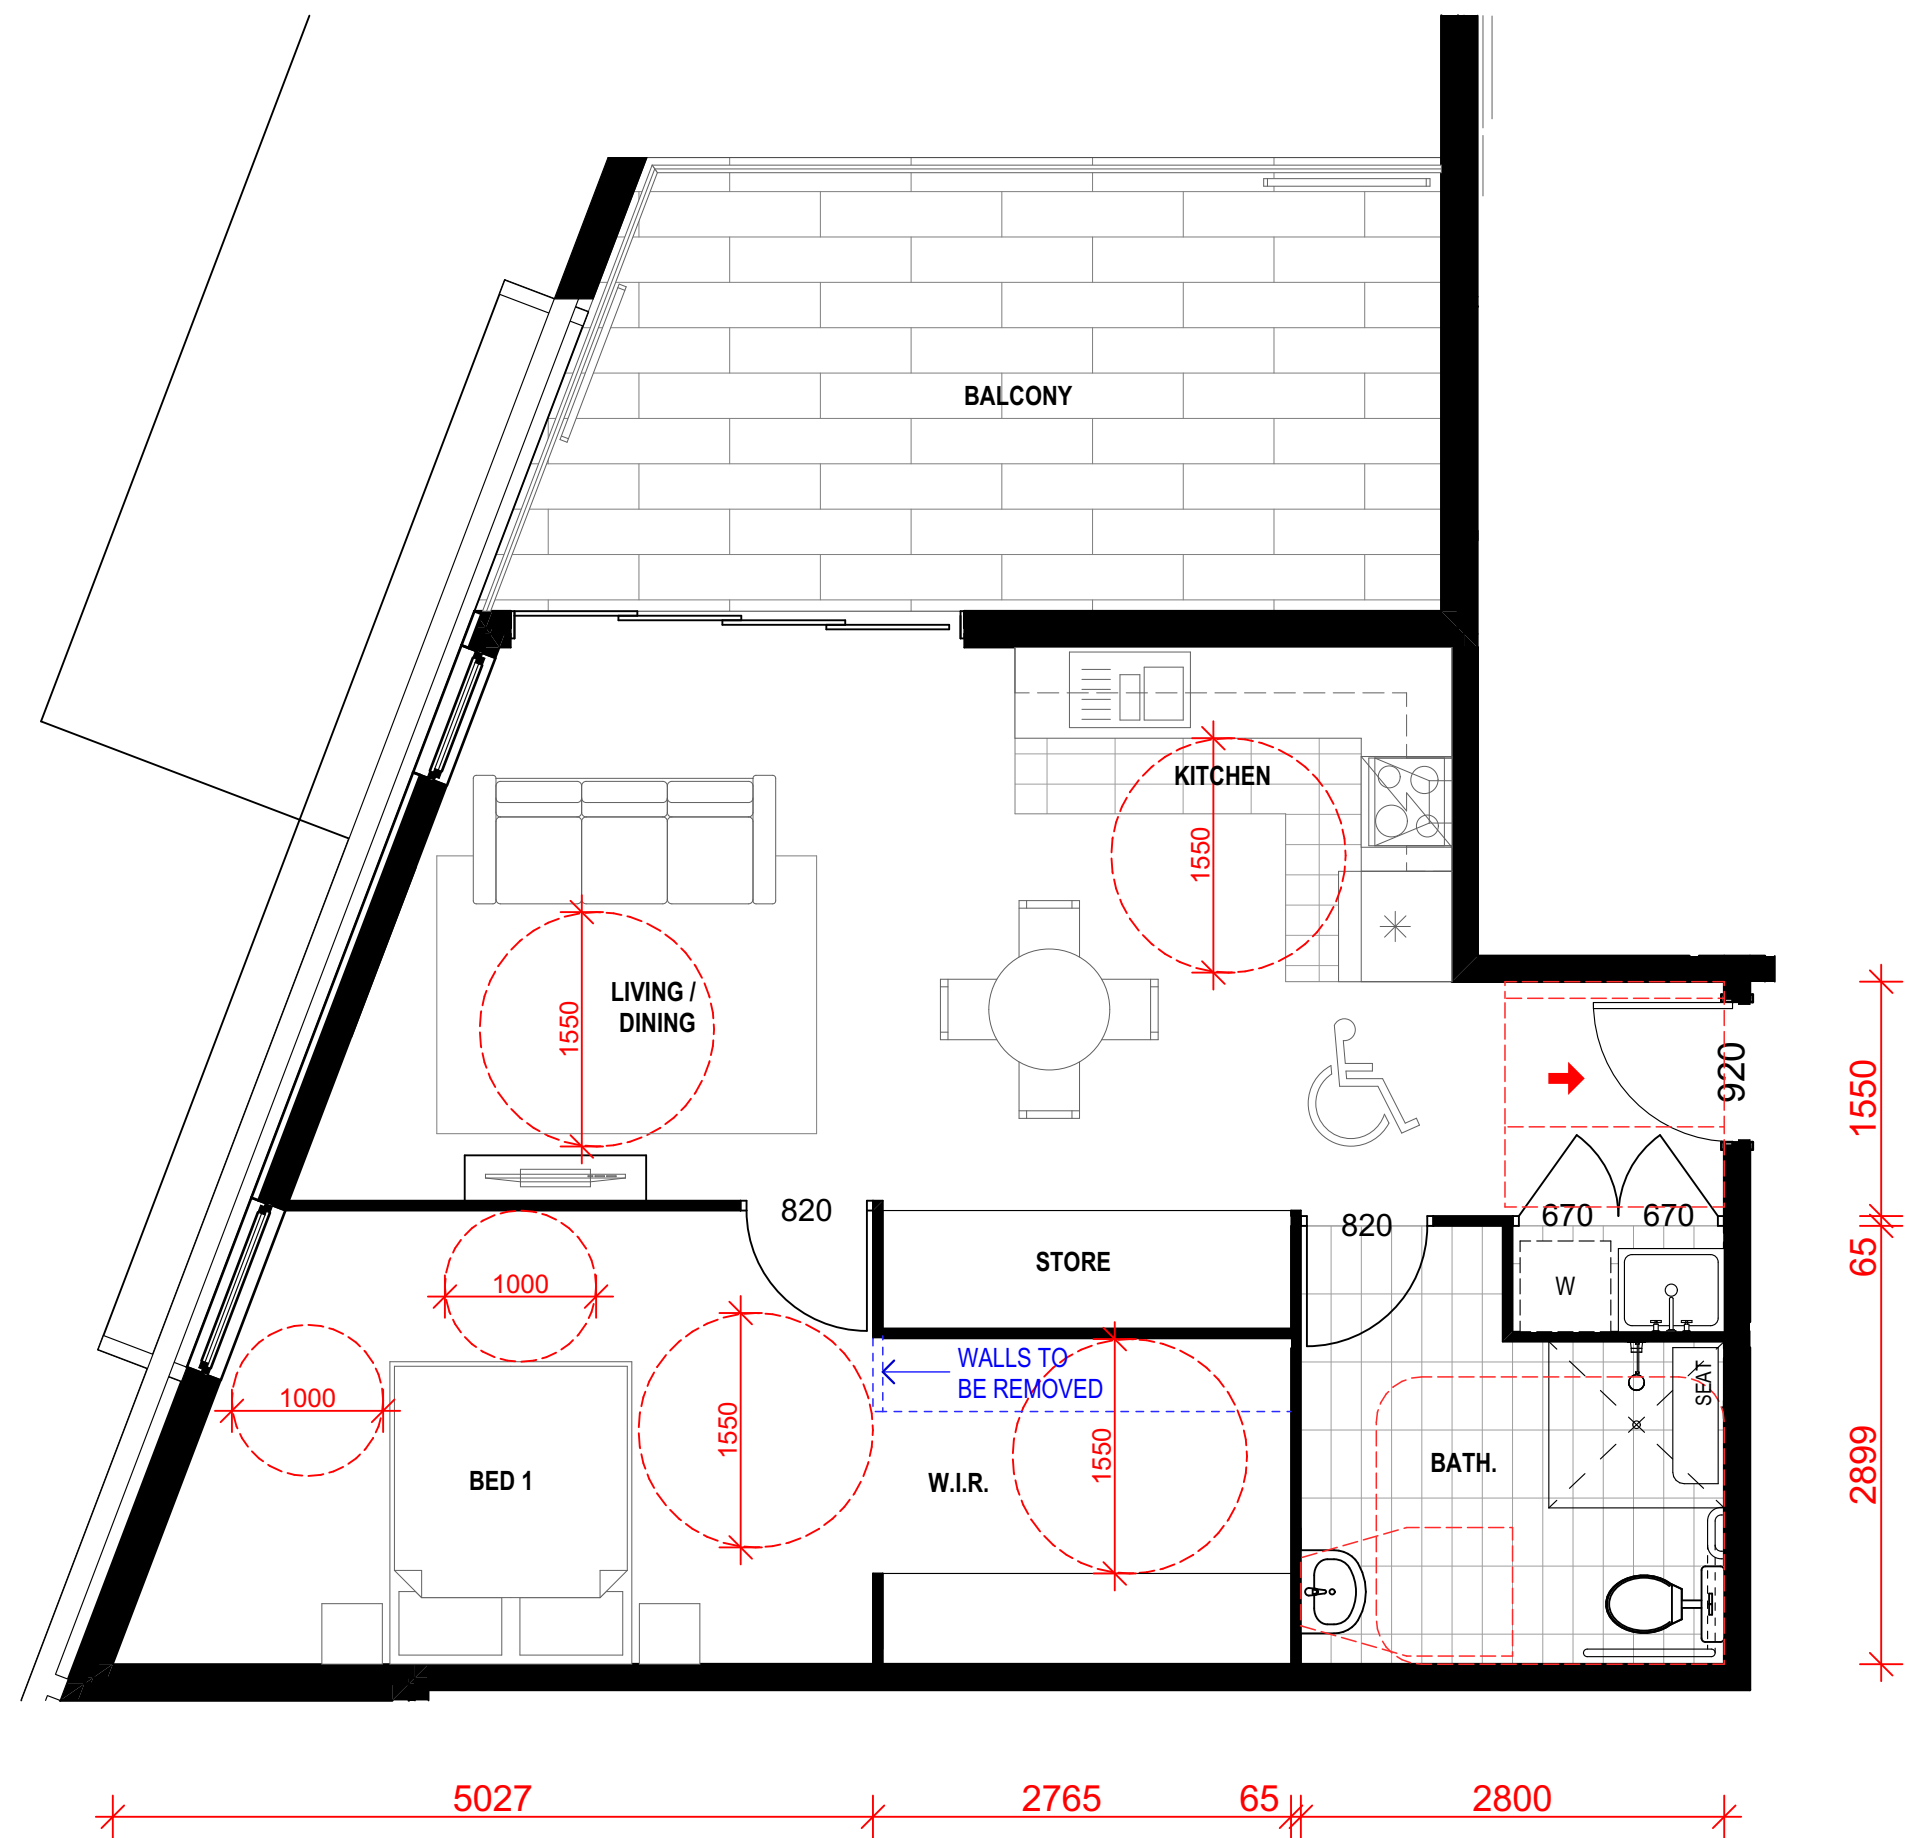 BALCONY
KITCHEN
1550
LIVING /
DINING
1550
920
1550
820
820
670
670
STORE
65
W
1000
WALLS TO
BE REMOVED
1000
SEAT
1550
1550
BED 1
W.I.R.
BATH.
2899
5027
2765
65
2800